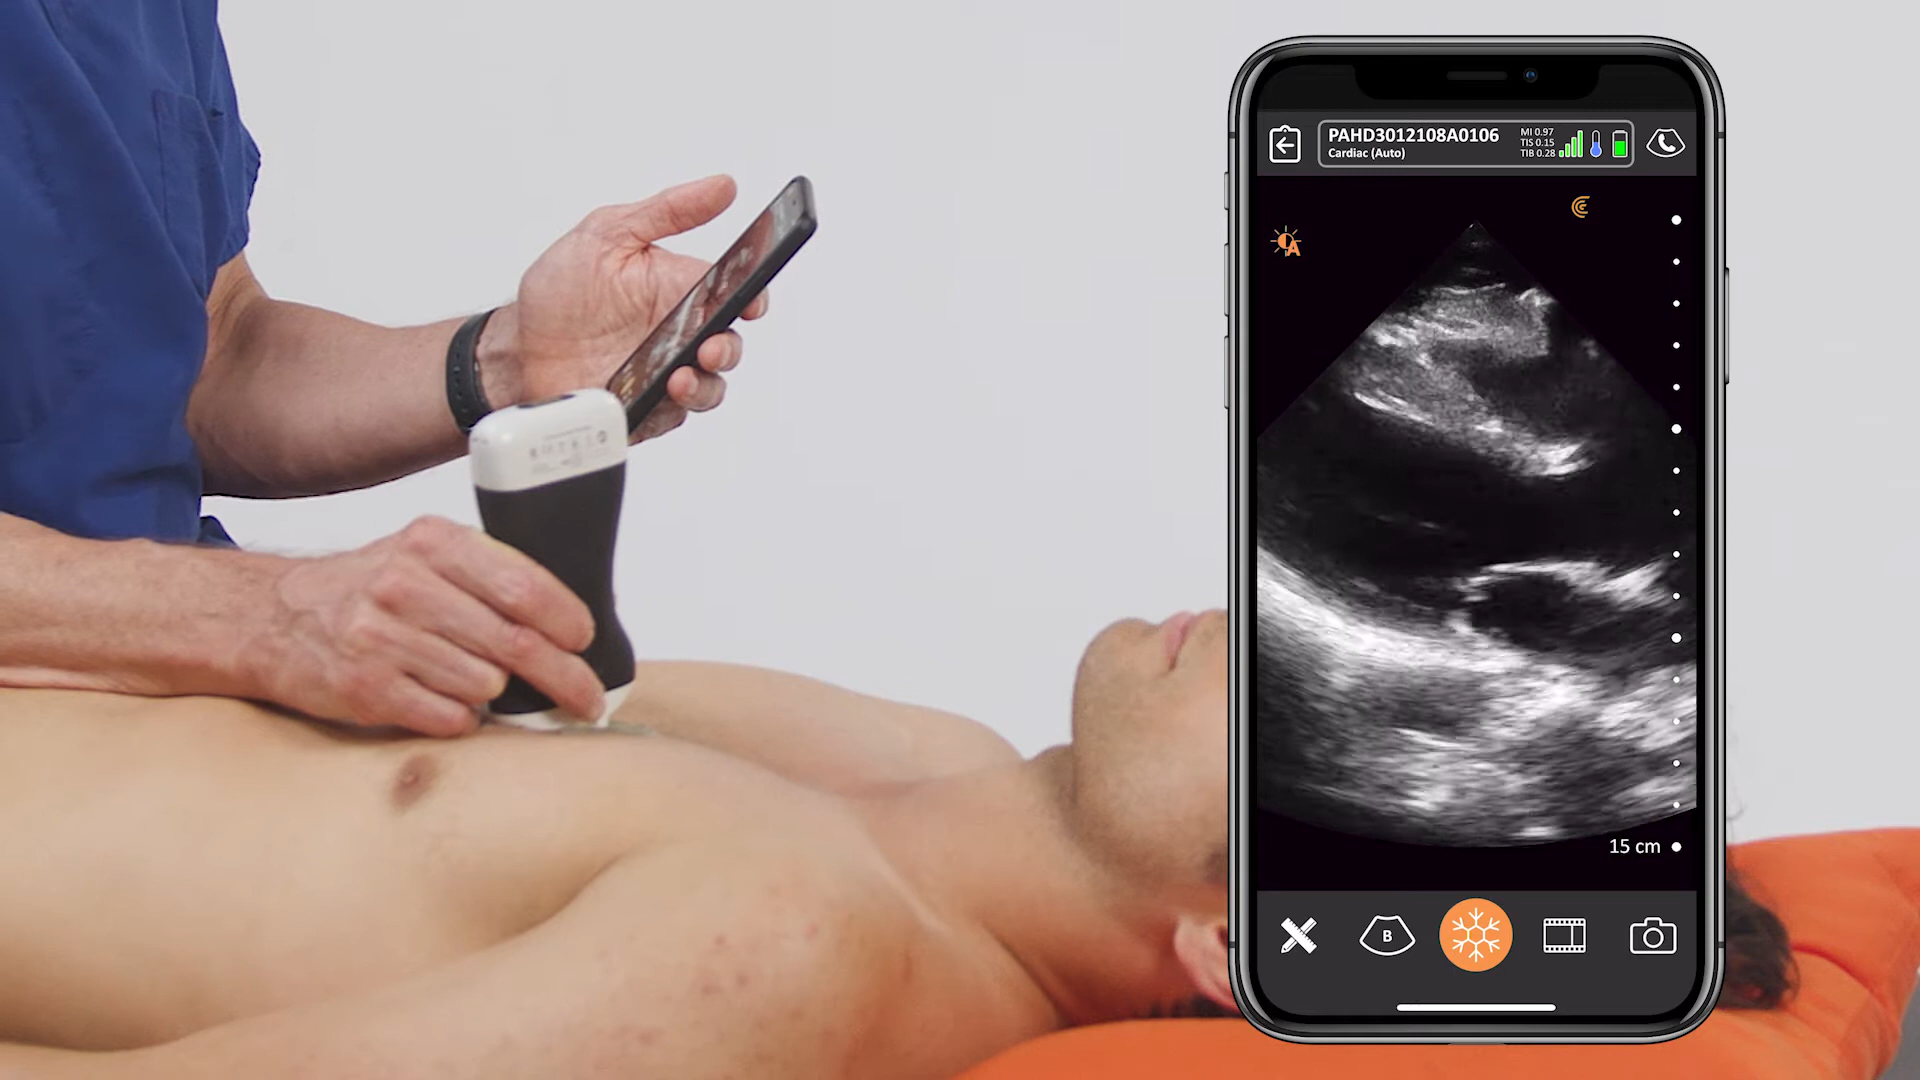 PAHD3012108A0106
Cardiac (Auto)
MI 0.97
TIS 0.15
TIB 0.28
A
15 cm
B